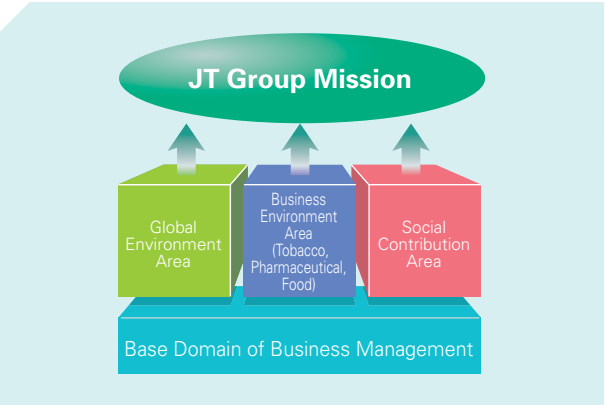 JT Group Mission
Global
Environment
Area
Business
Environment
Area
(Tobacco,
Pharmaceutical,
Food)
Social
Contribution
Area
Base Domain of Business Management